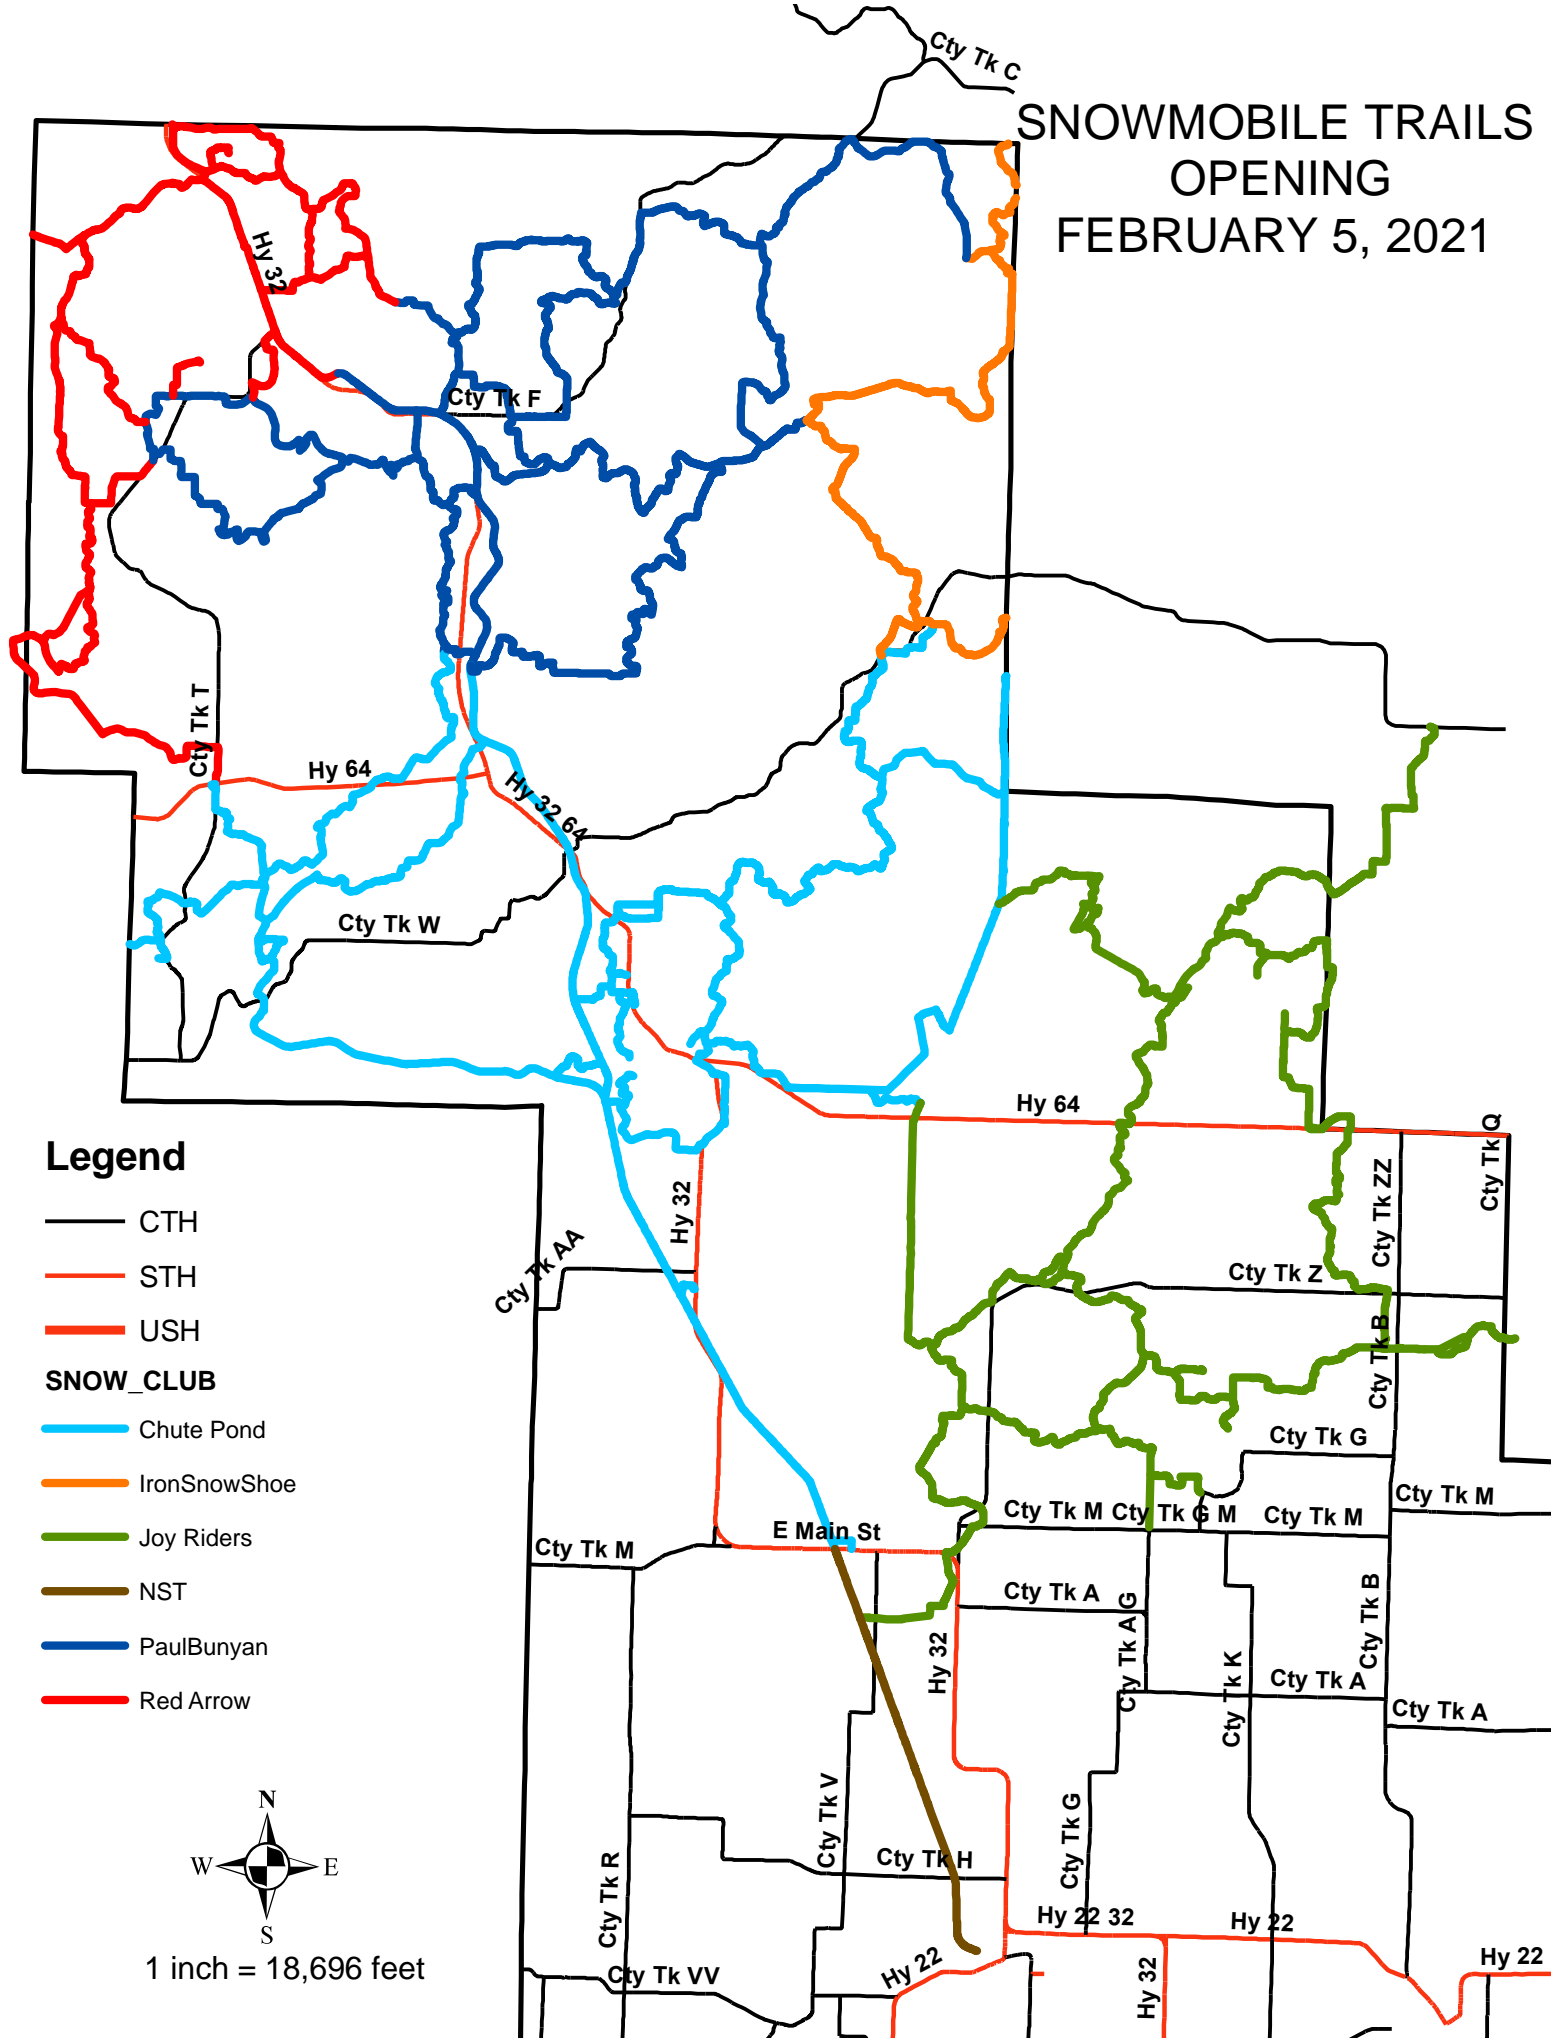 Cty Tk C
SNOWMOBILE TRAILS
OPENING
FEBRUARY 5, 2021
Hy 32
Cty Tk F
Cty Tk T
Hy 64
Hy 32 64
Cty Tk W
Hy 64
Cty Tk Q
Cty Tk ZZ
Hy 32
Cty Tk AA
Cty Tk Z
Cty Tk B
Legend
CTH
STH
USH
SNOW_CLUB
Chute Pond
IronSnowShoe
Joy Riders
NST
PaulBunyan
Red Arrow
Cty Tk G
Cty Tk M
Cty Tk M
Cty Tk G M
Cty Tk M
E Main St
Cty Tk M
Cty Tk A
Cty Tk A G
Cty Tk B
Hy 32
Cty Tk K
Cty Tk A
Cty Tk A
Cty Tk V
Cty Tk G
Cty Tk R
Cty Tk H
Hy 22 32
Hy 22
Hy 22
Hy 22
Cty Tk VV
Hy 32
N
W
E
S
1 inch = 18,696 feet